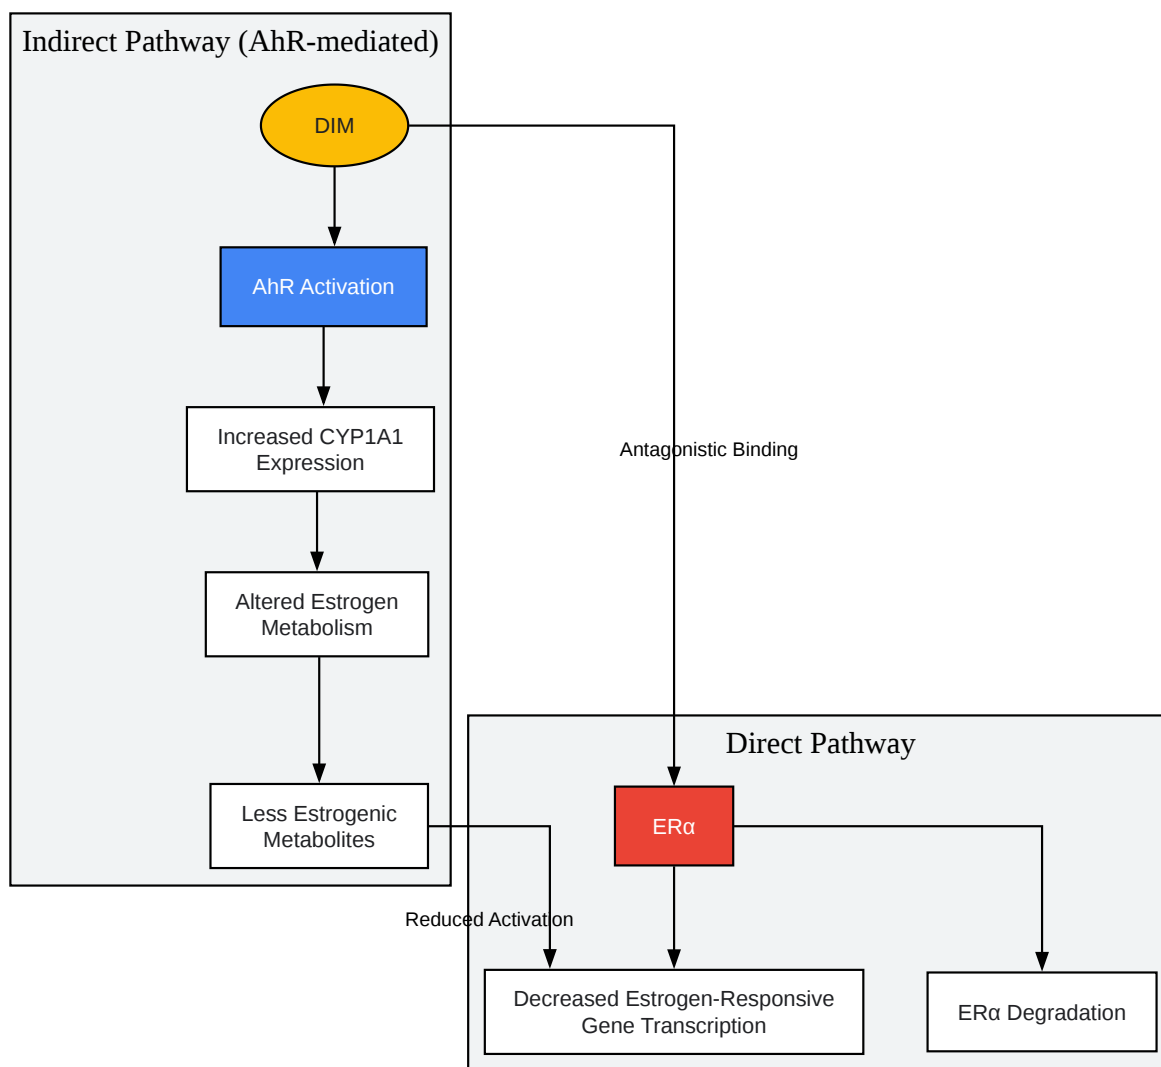 Indirect Pathway (AhR-mediated)
DIM
AhR Activation
Increased CYP1A1
Expression
Antagonistic Binding
Altered Estrogen
Metabolism
Direct Pathway
Less Estrogenic
Metabolites
ERα
Reduced Activation
Decreased Estrogen-Responsive
Gene Transcription
ERα Degradation